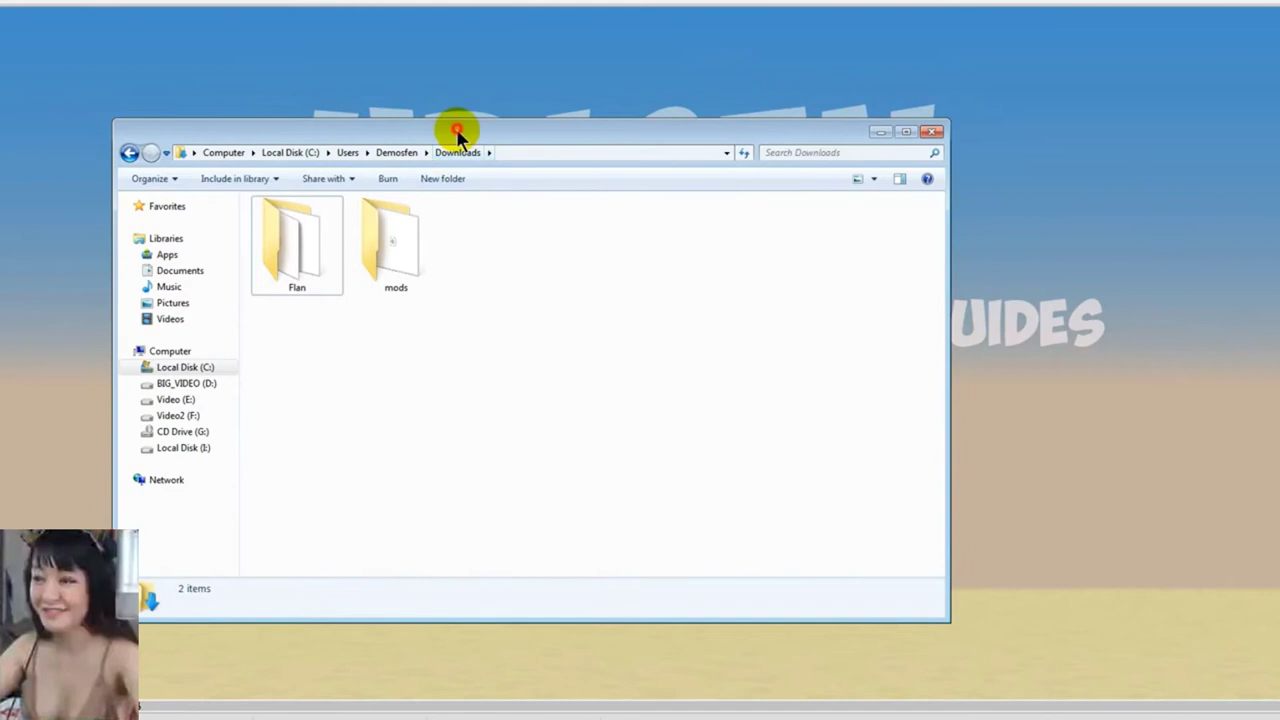 Computer Local Disk (C:) Users Demosfen Downloads Search Downloads
Organize Include in library Share with Burn New folder
Favorites
Libraries
Apps
Documents
Music
Pictures
Videos
Computer
Local Disk (C:)
BIG_VIDEO (D:)
Video (E:)
Video2 (F:)
CD Drive (G:)
Local Disk (I:)
Network
Flan
mods
UIDES
2 items